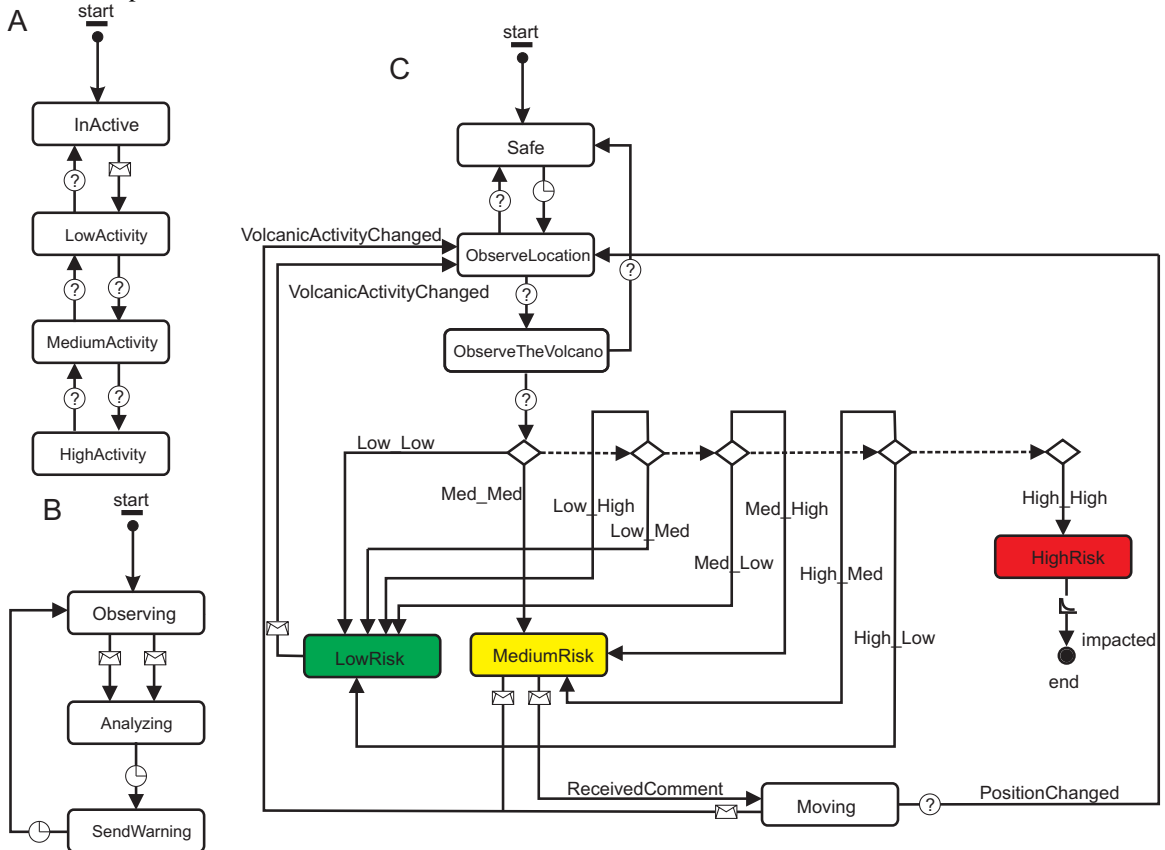 A
start
InActive
?
LowActivity
?
?
MediumActivity
?
?
HighActivity
B
start
Observing
Analyzing
SendWarning
C
start
Safe
?
VolcanicActivityChanged
ObserveLocation
?
VolcanicActivityChanged
?
ObserveTheVolcano
?
Low_Low
Med_Med
Low_High
Low_Med
Med_High
Med_Low
High_Med
High_Low
High_High
HighRisk
impacted
end
LowRisk
MediumRisk
ReceivedComment
Moving
?
PositionChanged